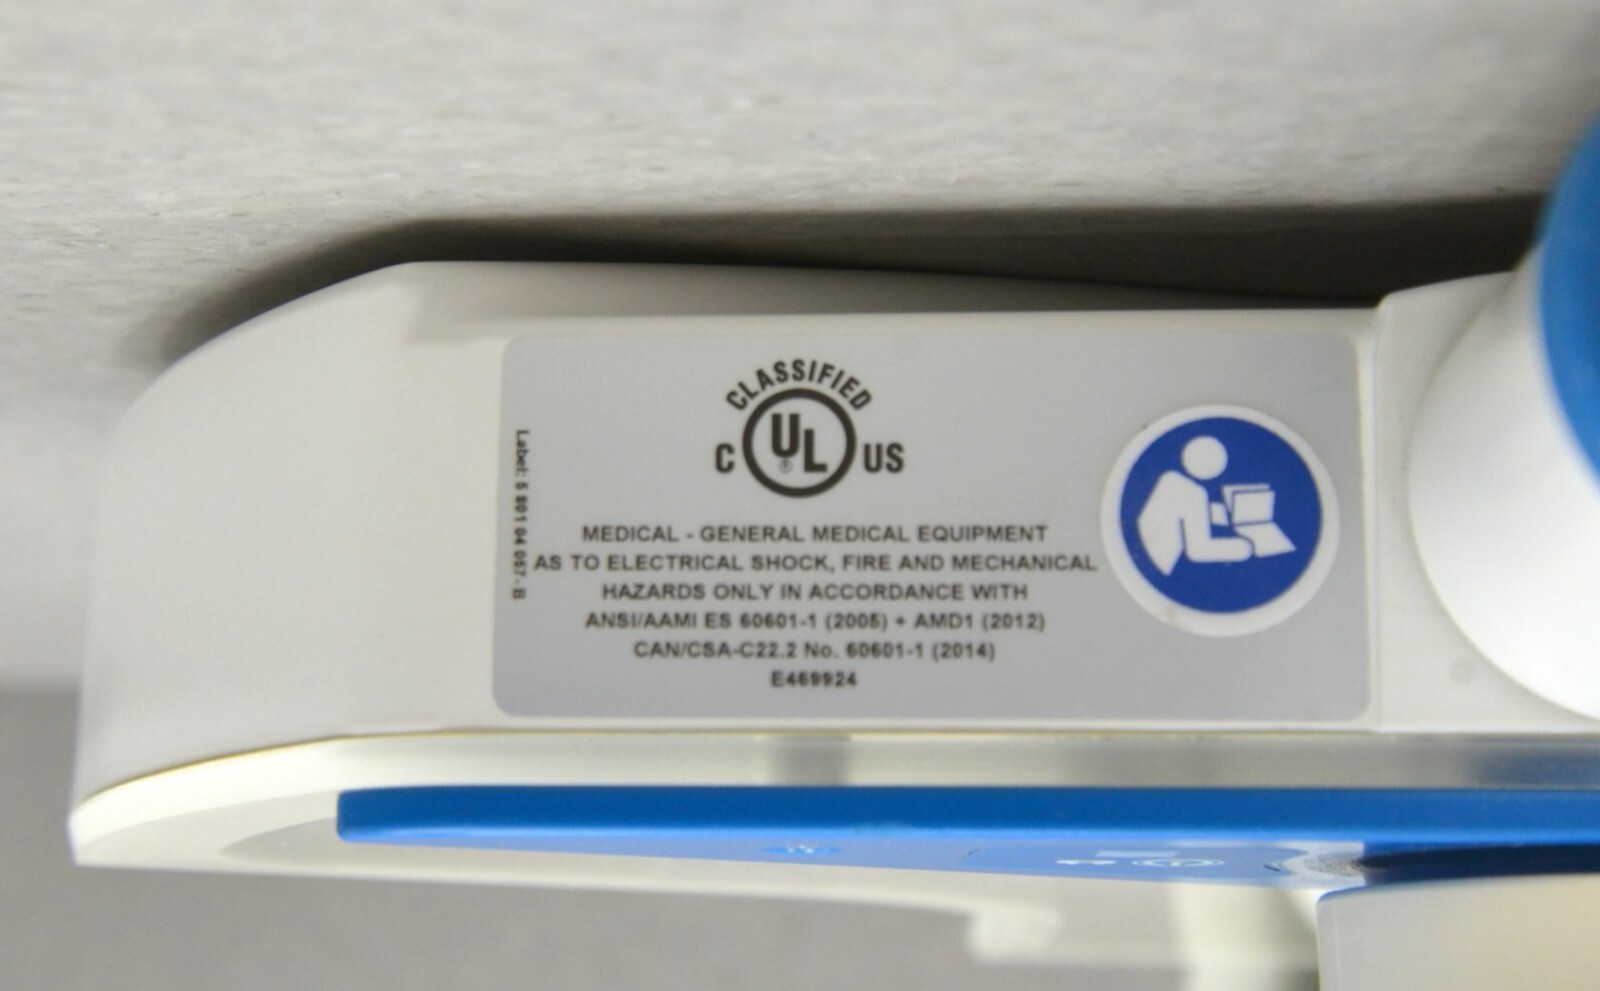 CLASSIFIED
C UL® US
MEDICAL - GENERAL MEDICAL EQUIPMENT
AS TO ELECTRICAL SHOCK, FIRE AND MECHANICAL
HAZARDS ONLY IN ACCORDANCE WITH
ANSI/AAMI ES 60601-1 (2005) + AMD1 (2012)
CAN/CSA-C22.2 No. 60601-1 (2014)
E469924
Label: 5 801 04 057 - B